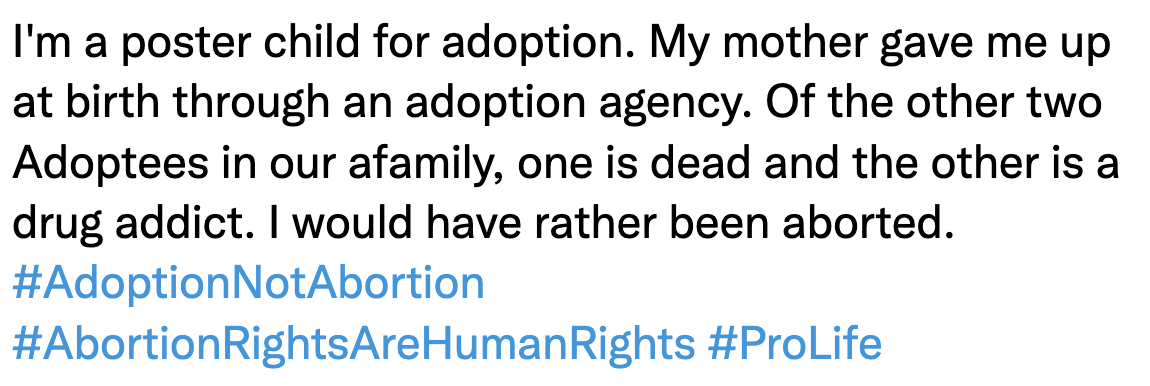 I'm a poster child for adoption. My mother gave me up
at birth through an adoption agency. Of the other two
Adoptees in our afamily, one is dead and the other is a
drug addict. I would have rather been aborted.
#AdoptionNotAbortion
#AbortionRightsAreHumanRights #ProLife